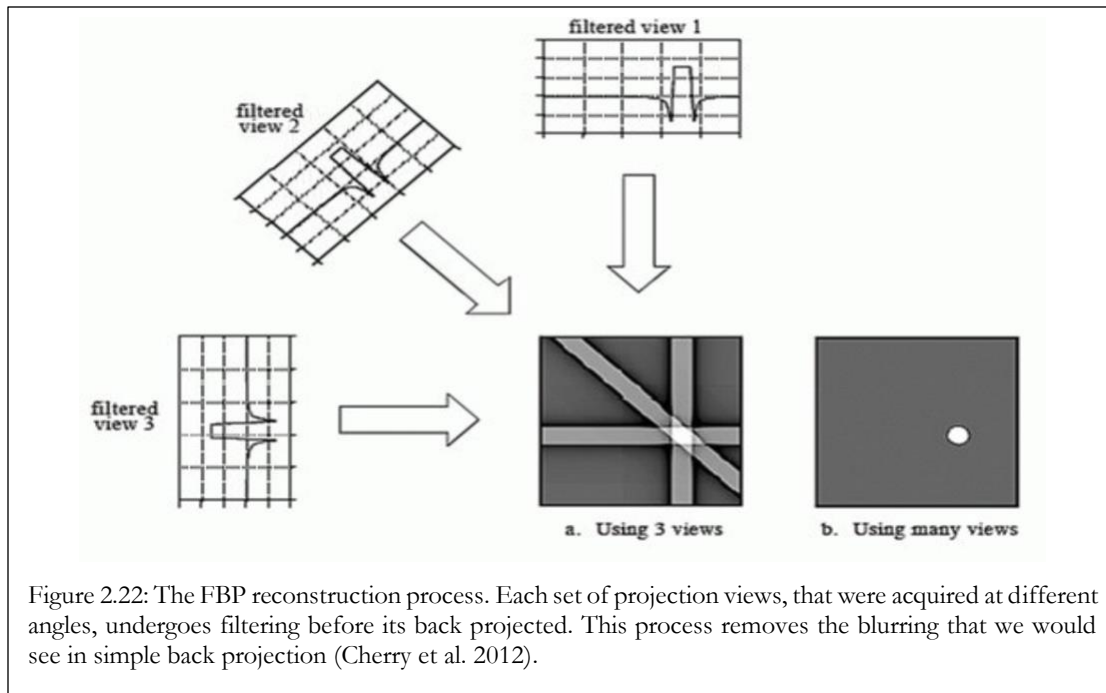 filtered view 1
filtered
view 2
filtered
view 3
a. Using 3 views
b. Using many views
Figure 2.22: The FBP reconstruction process. Each set of projection views, that were acquired at different
angles, undergoes filtering before its back projected. This process removes the blurring that we would
see in simple back projection (Cherry et al. 2012).